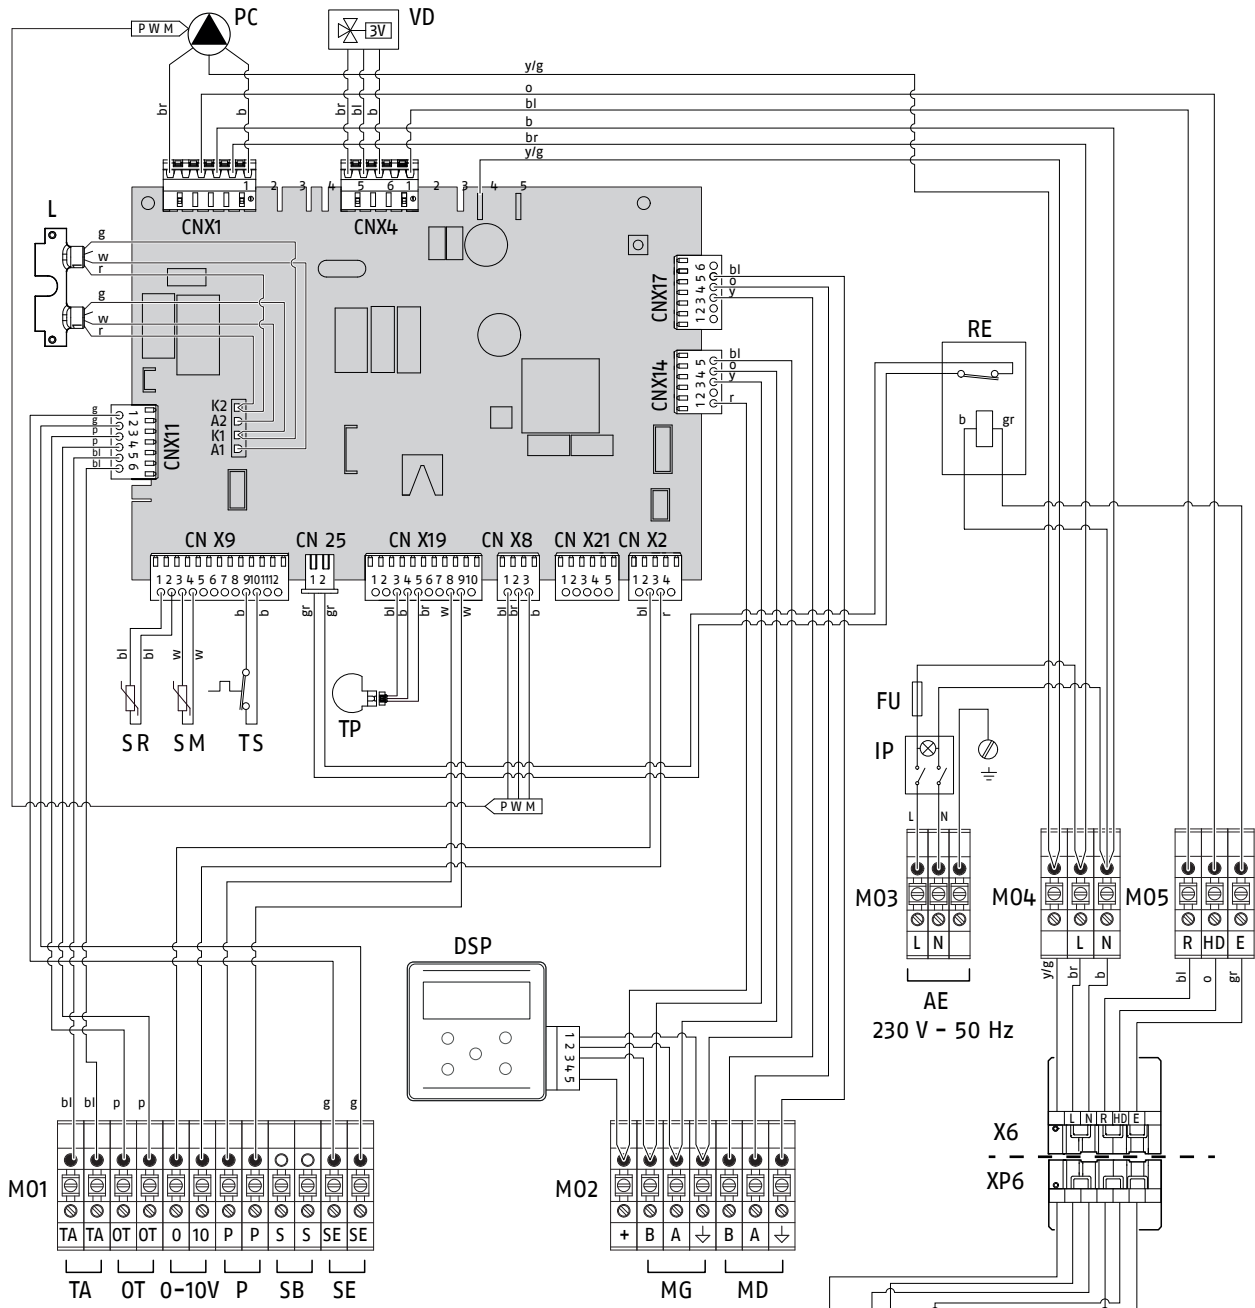 PWM
PC
3V
VD
y/g
o
bl
b
br
y/g
br
b
br
bl
b
1
2
3
4
5
6
1
2
3
4
5
CNX1
CNX4
L
g
w
r
g
w
r
CNX17
1 2 3 4 5 6
bl
o
y
CNX14
1 2 3 4 5
bl
o
y
r
RE
b
gr
K2
A2
K1
A1
g
g
p
p
bl
bl
1 2 3 4 5 6
CNX11
CN X9
CN 25
CN X19
CN X8
CN X21
CN X2
1 2 3 4 5 6 7 8 9 10 11 12
1 2
1 2 3 4 5 6 7 8 9 10
1 2 3
1 2 3 4 5
1 2 3 4
b
b
gr
gr
bl
b
br
w
w
bl
br
b
bl
r
bl
bl
w
w
SR
SM
TS
TP
FU
IP
PWM
L
N
M03
M04
M05
L
N
L
N
R
HD
E
AE
230 V - 50 Hz
y/g
br
b
bl
o
gr
DSP
1 2 3 4 5
L N R HD E
X6
XP6
bl
bl
p
p
g
g
M01
TA TA OT OT 0 10 P P S S SE SE
TA OT 0-10V P SB SE
M02
+ B A B A
MG MD